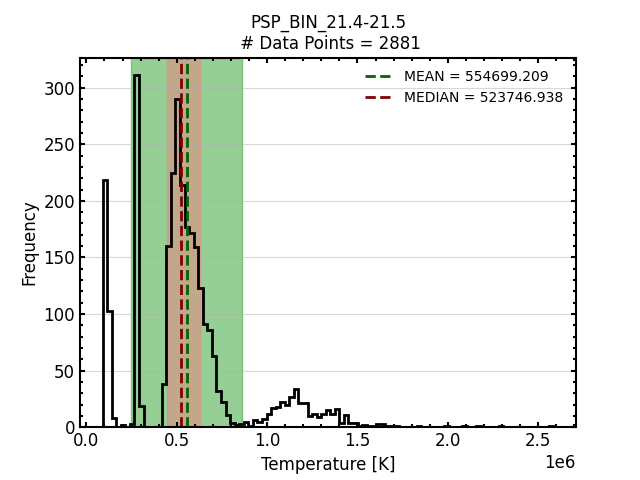 PSP_BIN_21.4-21.5
# Data Points = 2881
MEAN = 554699.209
MEDIAN = 523746.938
Frequency
300
250
200
150
100
50
0
0.0 0.5 1.0 1.5 2.0 2.5
1e6
Temperature [K]